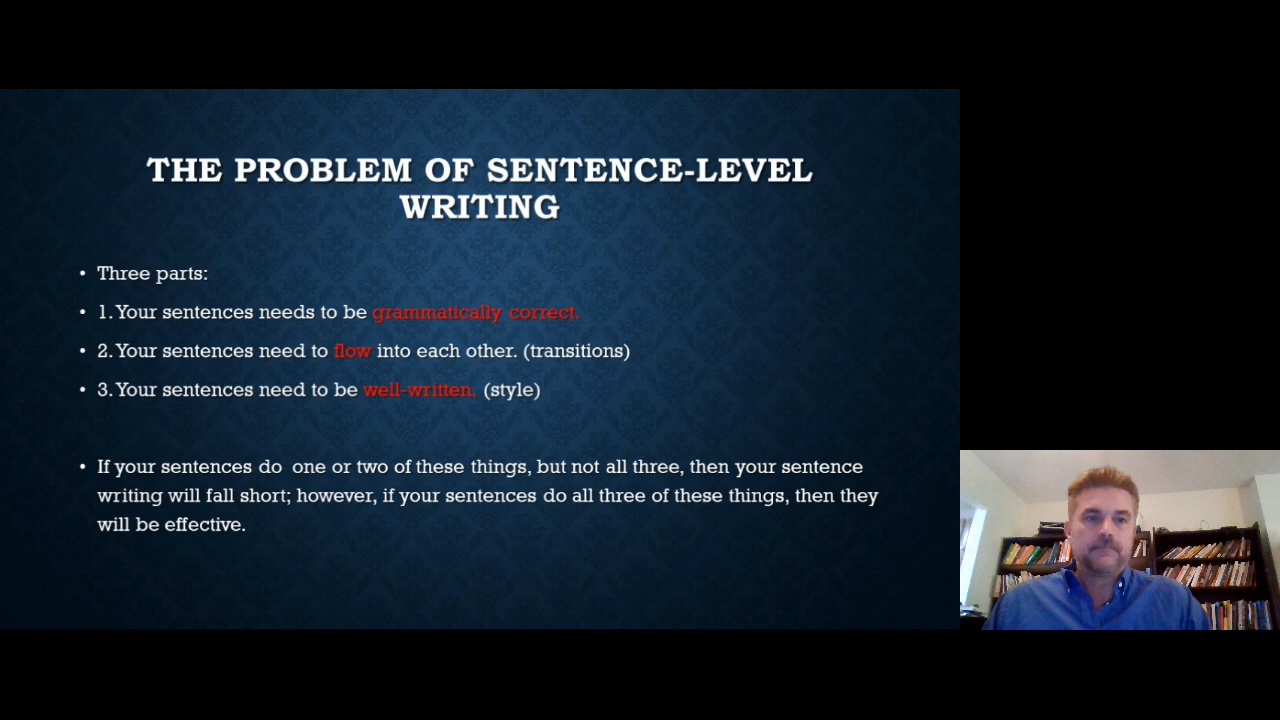 THE PROBLEM OF SENTENCE-LEVEL
WRITING
• Three parts:
• 1. Your sentences needs to be grammatically correct.
• 2. Your sentences need to flow into each other. (transitions)
• 3. Your sentences need to be well-written. (style)
• If your sentences do  one or two of these things, but not all three, then your sentence
writing will fall short; however, if your sentences do all three of these things, then they
will be effective.